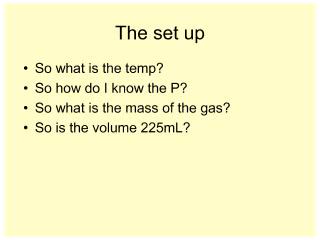 The set up
• So what is the temp?
• So how do I know the P?
• So what is the mass of the gas?
• So is the volume 225mL?